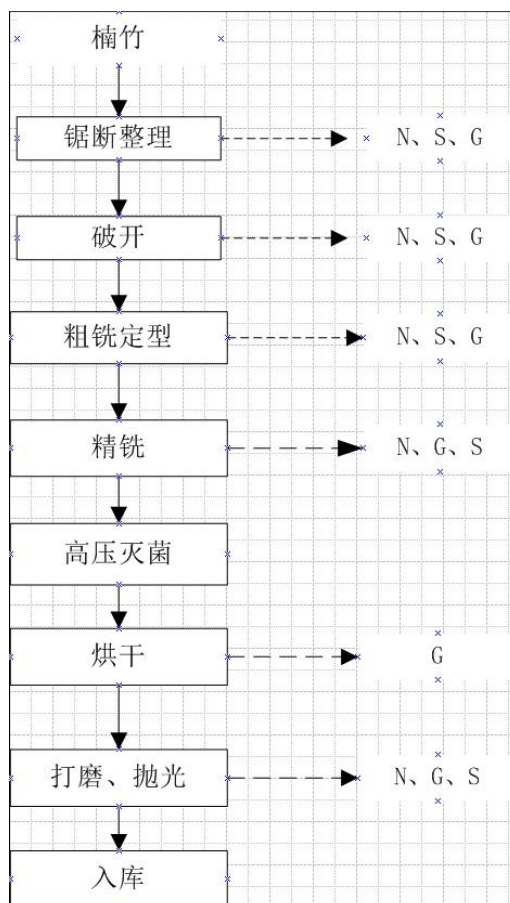 楠竹
锯断整理 N、S、G
破开 N、S、G
粗铣定型 N、S、G
精铣 N、G、S
高压灭菌
烘干 G
打磨、抛光 N、G、S
入库